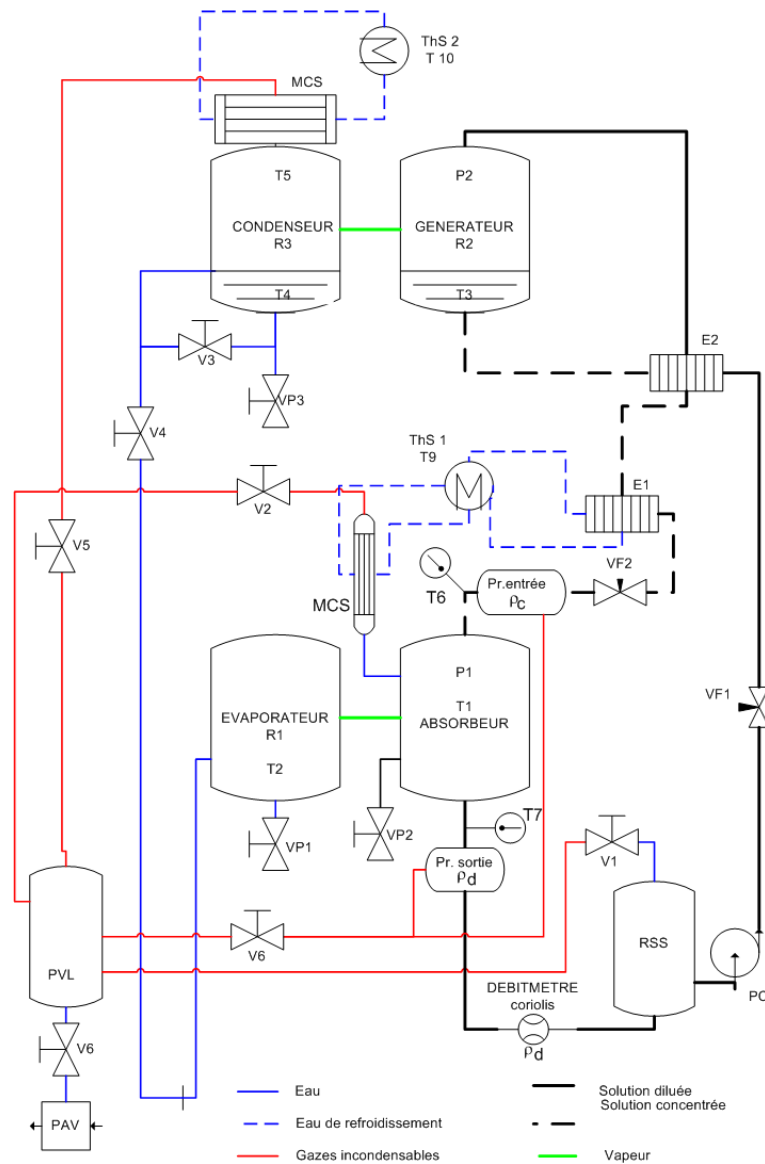 ThS 2
T 10
MCS
T5
P2
CONDENSEUR
R3
GENERATEUR
R2
T4
T3
V3
E2
VP3
V4
ThS 1
T9
V2
E1
V5
VF2
MCS
T6
Pr.entrée
ρc
P1
EVAPORATEUR
R1
T1
ABSORBEUR
VF1
T2
T7
VP1
VP2
V1
Pr. sortie
ρd
PVL
V6
RSS
DEBITMETRE
coriolis
PC
ρd
V6
PAV
Eau
Solution diluée
Solution concentrée
Eau de refroidissement
Gazes incondensables
Vapeur